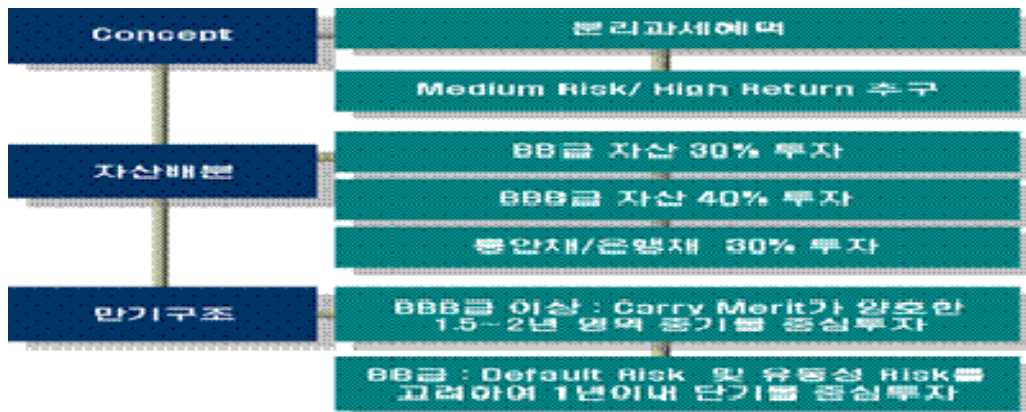 Concept
분리과세혜택
Medium Risk/ High Return 추구
자산배분
BB급 자산 30% 투자
BBB급 자산 40% 투자
통안채/은행채 30% 투자
만기구조
BBB급 이상 : Carry Merit가 양호한
1.5~2년 영역 중기물 중심투자
BB급 : Default Risk 및 유동성 Risk를
고려하여 1년이내 단기물 중심투자